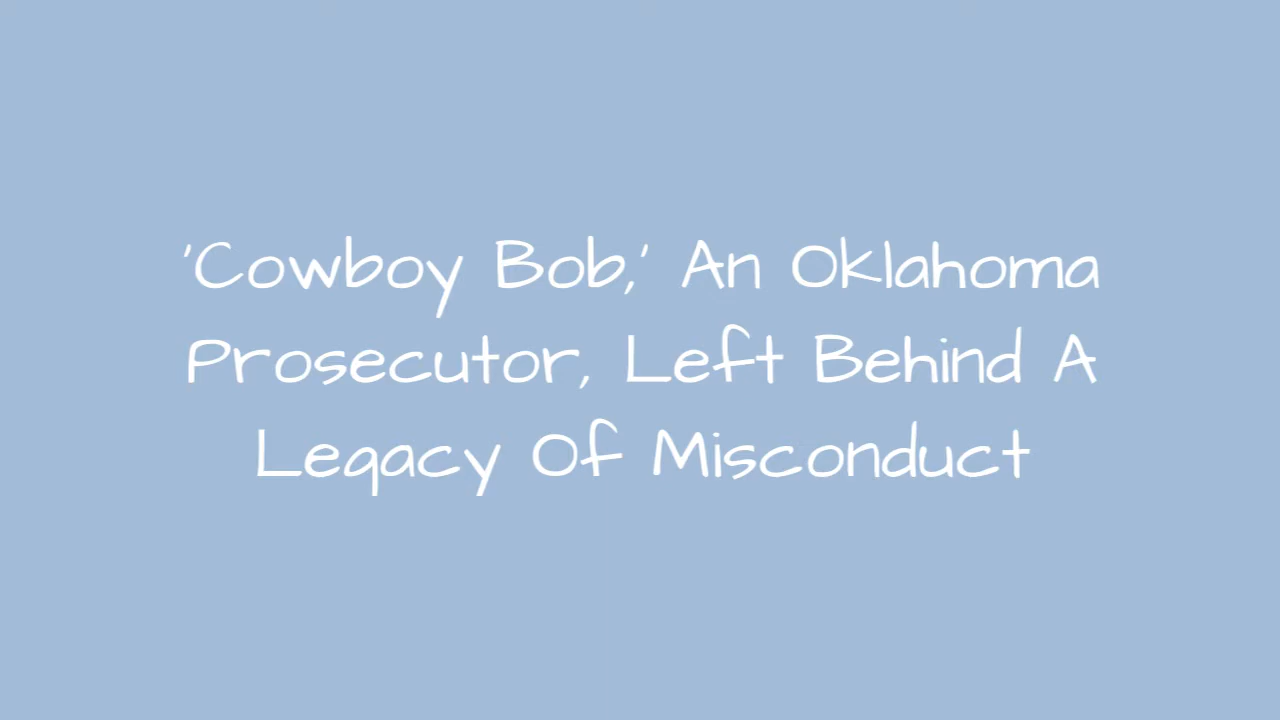 'Cowboy Bob,' An Oklahoma
Prosecutor, Left Behind A
Legacy Of Misconduct